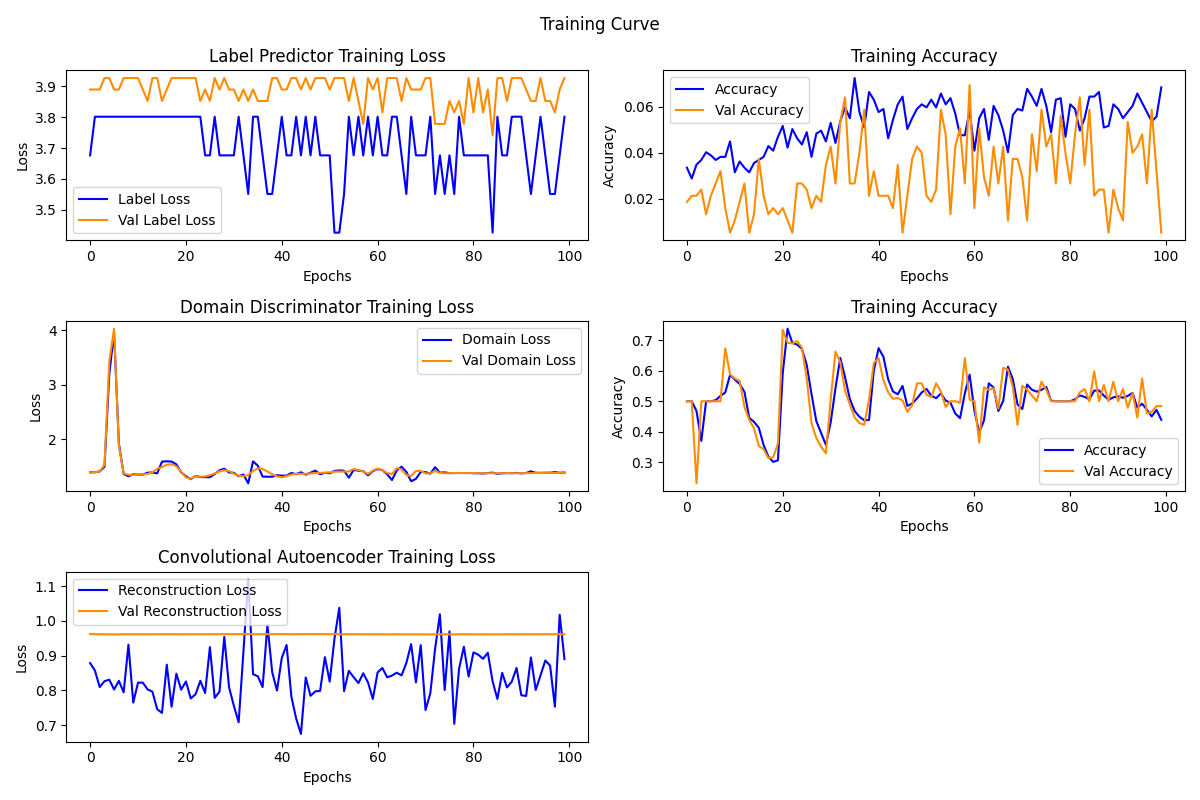 Training Curve
Label Predictor Training Loss
Loss
3.9
3.8
3.7
3.6
3.5
Label Loss
Val Label Loss
0 20 40 60 80 100
Epochs
Training Accuracy
Accuracy
0.06
0.04
0.02
Accuracy
Val Accuracy
0 20 40 60 80 100
Epochs
Domain Discriminator Training Loss
Loss
4
3
2
Domain Loss
Val Domain Loss
0 20 40 60 80 100
Epochs
Training Accuracy
Accuracy
0.7
0.6
0.5
0.4
0.3
Accuracy
Val Accuracy
0 20 40 60 80 100
Epochs
Convolutional Autoencoder Training Loss
Loss
1.1
1.0
0.9
0.8
0.7
Reconstruction Loss
Val Reconstruction Loss
0 20 40 60 80 100
Epochs